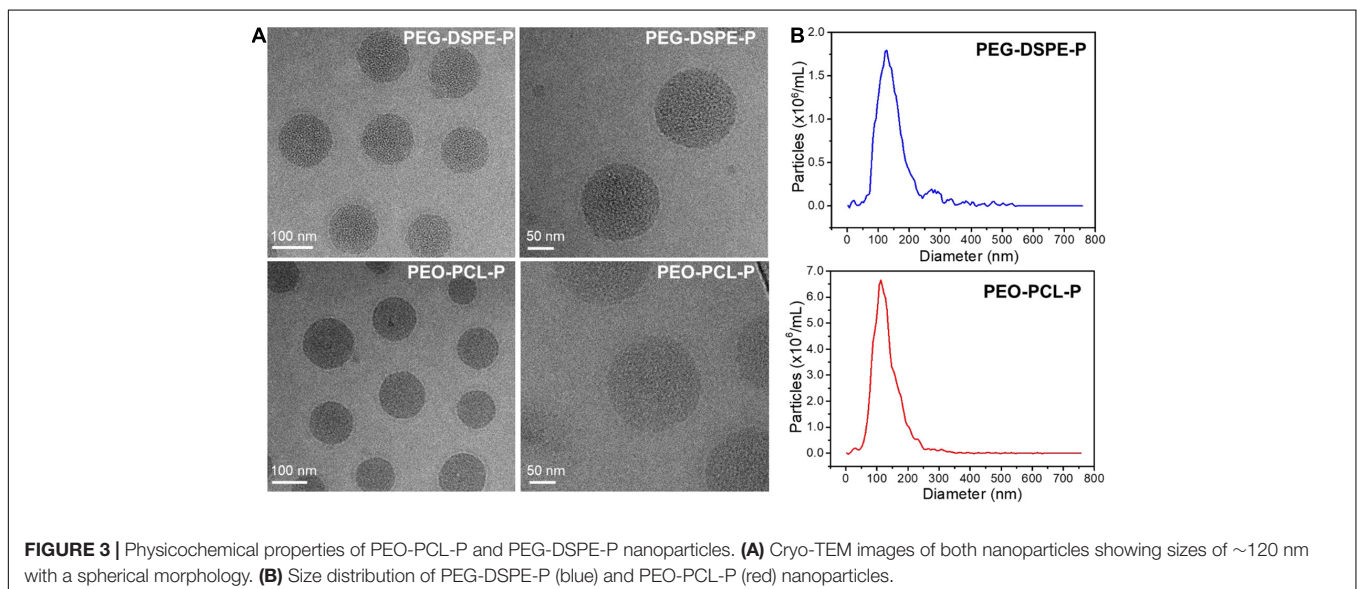 A
PEG-DSPE-P
100 nm
PEG-DSPE-P
50 nm
PEO-PCL-P
100 nm
PEO-PCL-P
50 nm
B
PEG-DSPE-P
Particles (x10⁶/mL)
2.0
1.5
1.0
0.5
0.0
0 100 200 300 400 500 600 700 800
Diameter (nm)
PEO-PCL-P
Particles (x10⁶/mL)
7.0
6.0
5.0
4.0
3.0
2.0
1.0
0.0
0 100 200 300 400 500 600 700 800
Diameter (nm)
FIGURE 3 | Physicochemical properties of PEO-PCL-P and PEG-DSPE-P nanoparticles. (A) Cryo-TEM images of both nanoparticles showing sizes of ∼120 nm
with a spherical morphology. (B) Size distribution of PEG-DSPE-P (blue) and PEO-PCL-P (red) nanoparticles.